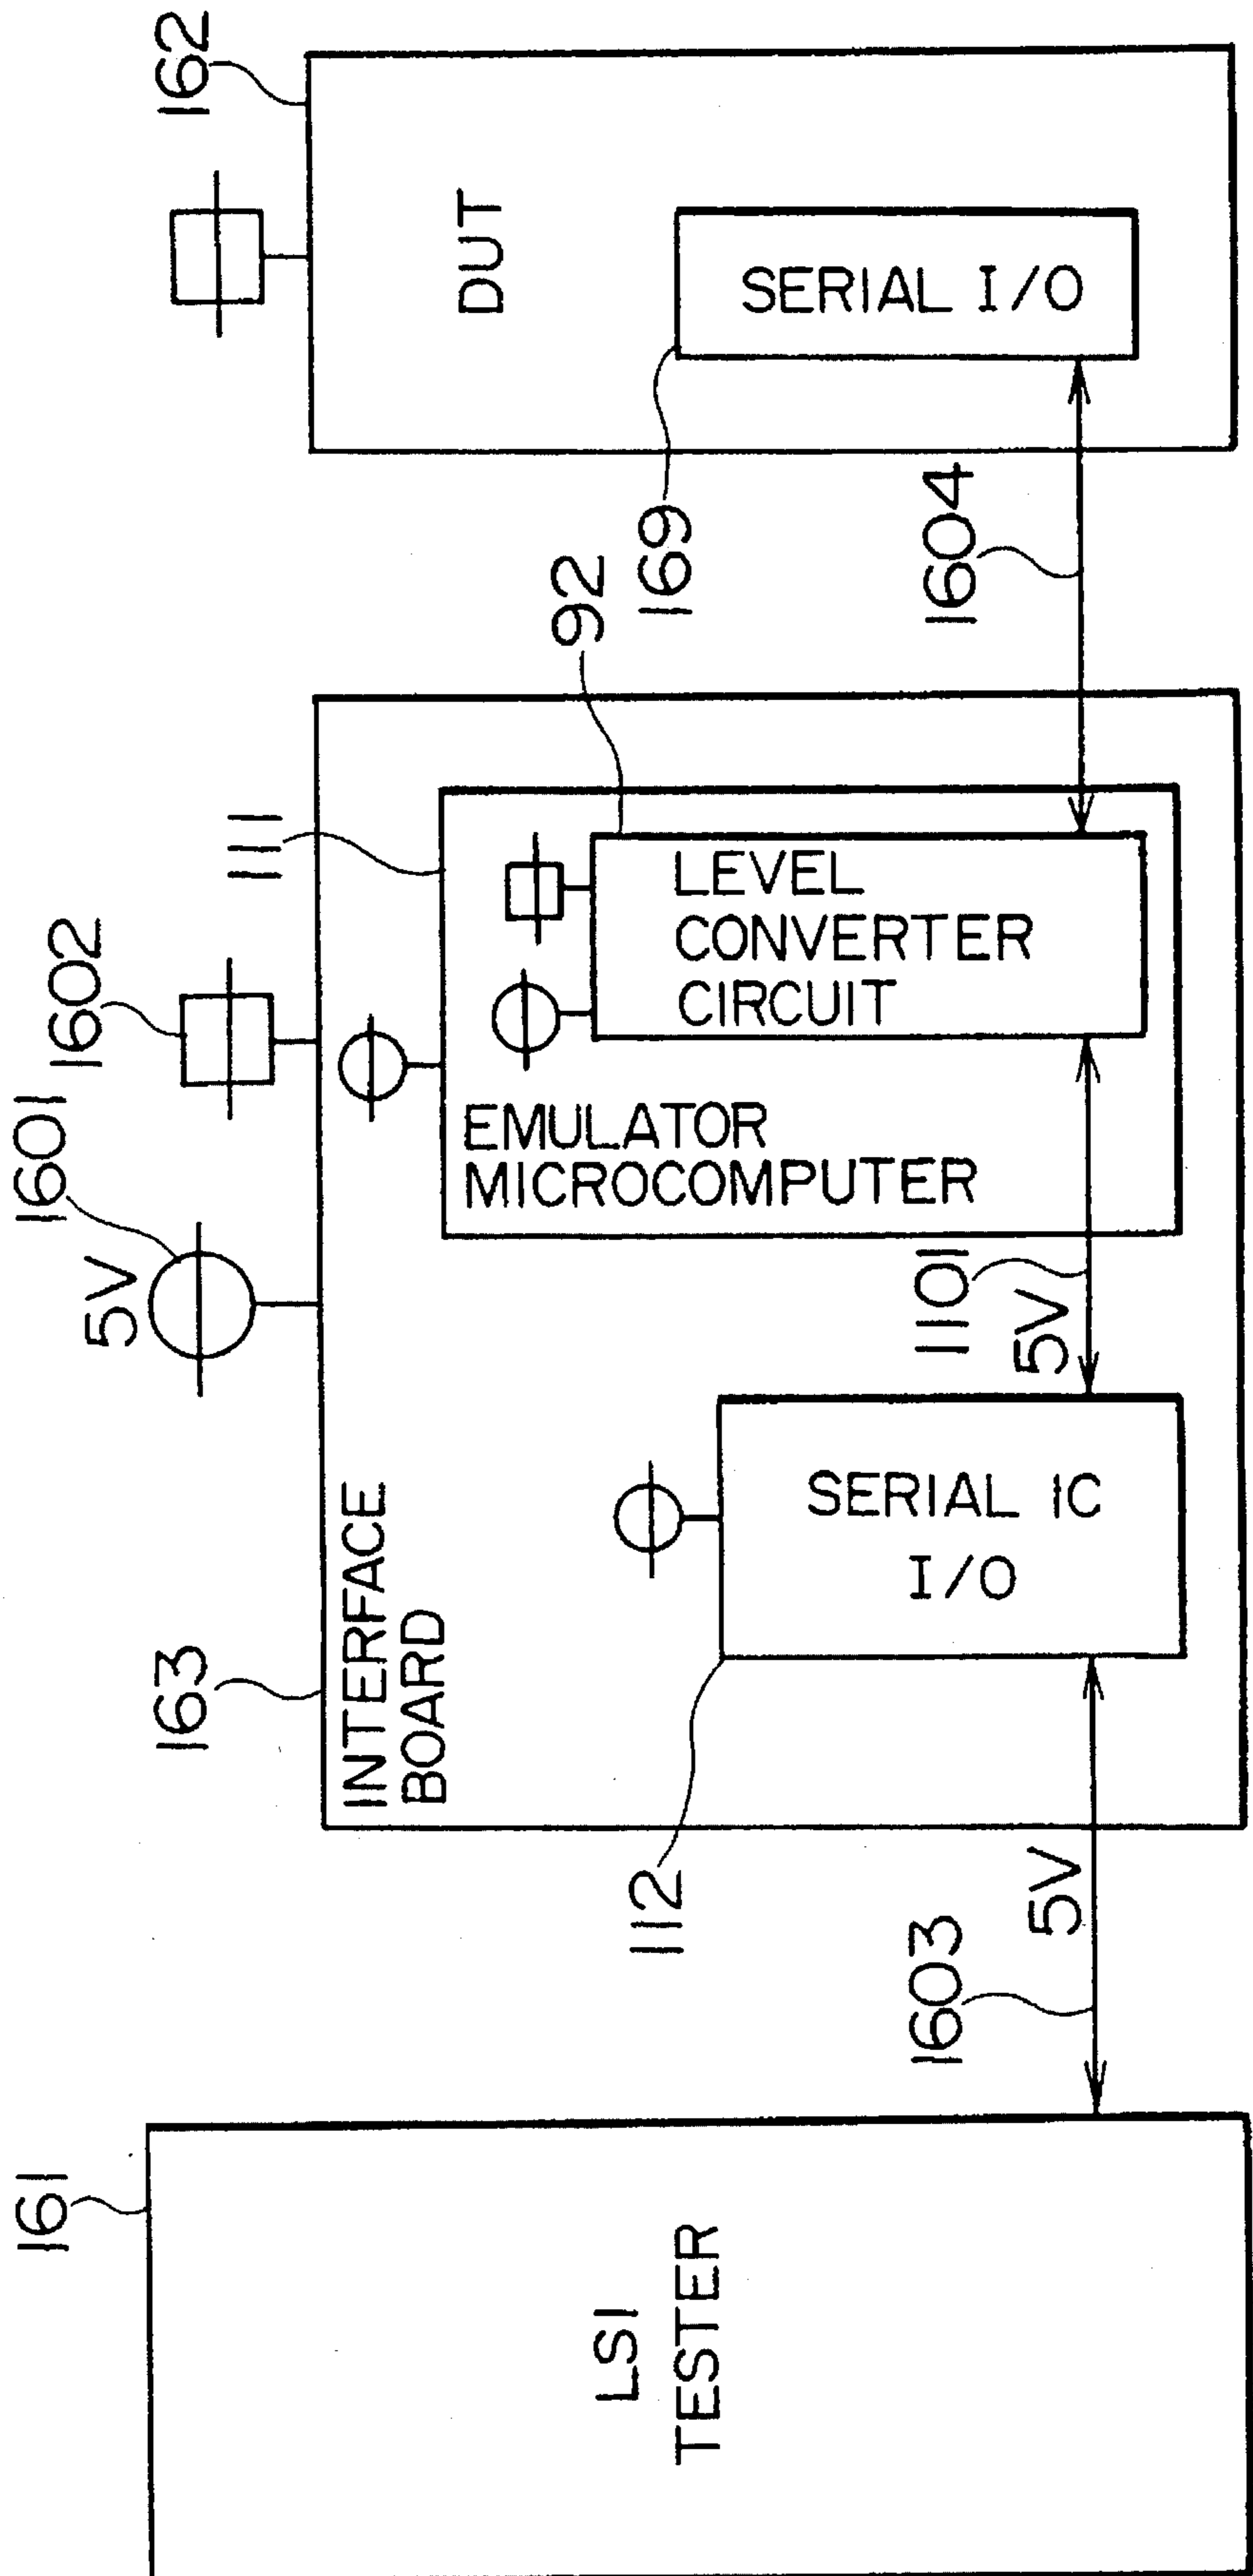 161
LSI
TESTER
1603
5V
163
INTERFACE
BOARD
112
SERIAL IC
I/O
5V
1601
1602
1101
5V
111
EMULATOR
MICROCOMPUTER
92
LEVEL
CONVERTER
CIRCUIT
1604
162
DUT
169
SERIAL I/O